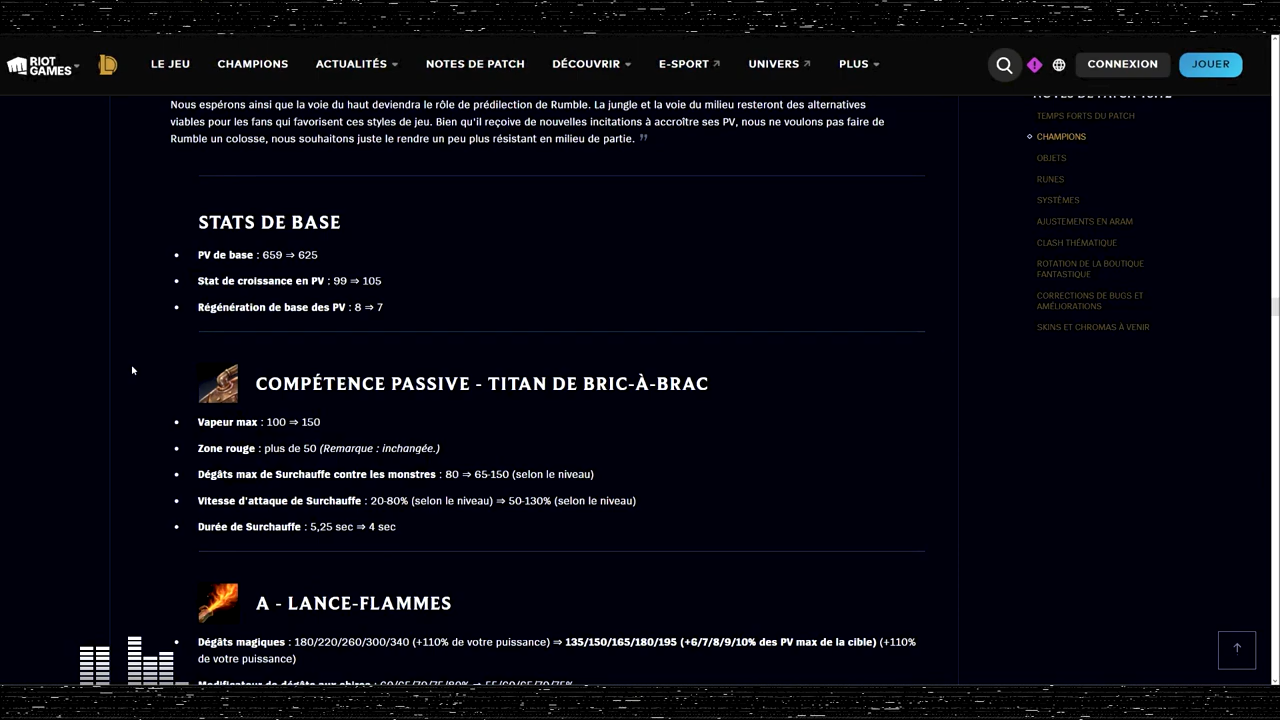 RIOT GAMES
LE JEU
CHAMPIONS
ACTUALITÉS
NOTES DE PATCH
DÉCOUVRIR
E-SPORT
UNIVERS
PLUS
CONNEXION
JOUER
Nous espérons ainsi que la voie du haut deviendra le rôle de prédilection de Rumble. La jungle et la voie du milieu resteront des alternatives
viables pour les fans qui favorisent ces styles de jeu. Bien qu'il reçoive de nouvelles incitations à accroître ses PV, nous ne voulons pas faire de
Rumble un colosse, nous souhaitons juste le rendre un peu plus résistant en milieu de partie. ”
STATS DE BASE
• PV de base : 659 ⇒ 625
• Stat de croissance en PV : 99 ⇒ 105
• Régénération de base des PV : 8 ⇒ 7
COMPÉTENCE PASSIVE - TITAN DE BRIC-À-BRAC
• Vapeur max : 100 ⇒ 150
• Zone rouge : plus de 50 (Remarque : inchangée.)
• Dégâts max de Surchauffe contre les monstres : 80 ⇒ 65-150 (selon le niveau)
• Vitesse d'attaque de Surchauffe : 20-80% (selon le niveau) ⇒ 50-130% (selon le niveau)
• Durée de Surchauffe : 5,25 sec ⇒ 4 sec
A - LANCE-FLAMMES
• Dégâts magiques : 180/220/260/300/340 (+110% de votre puissance) ⇒ 135/150/165/180/195 (+6/7/8/9/10% des PV max de la cible) (+110%
de votre puissance)
TEMPS FORTS DU PATCH
CHAMPIONS
OBJETS
RUNES
SYSTÈMES
AJUSTEMENTS EN ARAM
CLASH THÉMATIQUE
ROTATION DE LA BOUTIQUE
FANTASTIQUE
CORRECTIONS DE BUGS ET
AMÉLIORATIONS
SKINS ET CHROMAS À VENIR